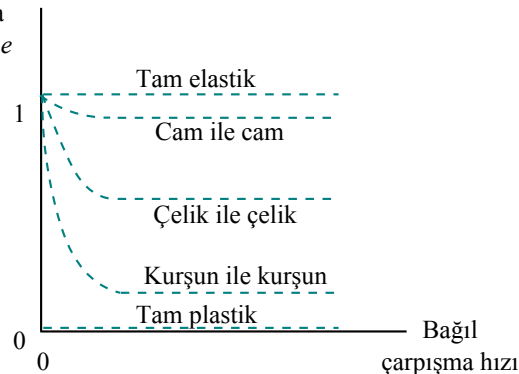 a
e
Tam elastik
1
Cam ile cam
Çelik ile çelik
Kurşun ile kurşun
Tam plastik
0
0
Bağıl
çarpışma hızı